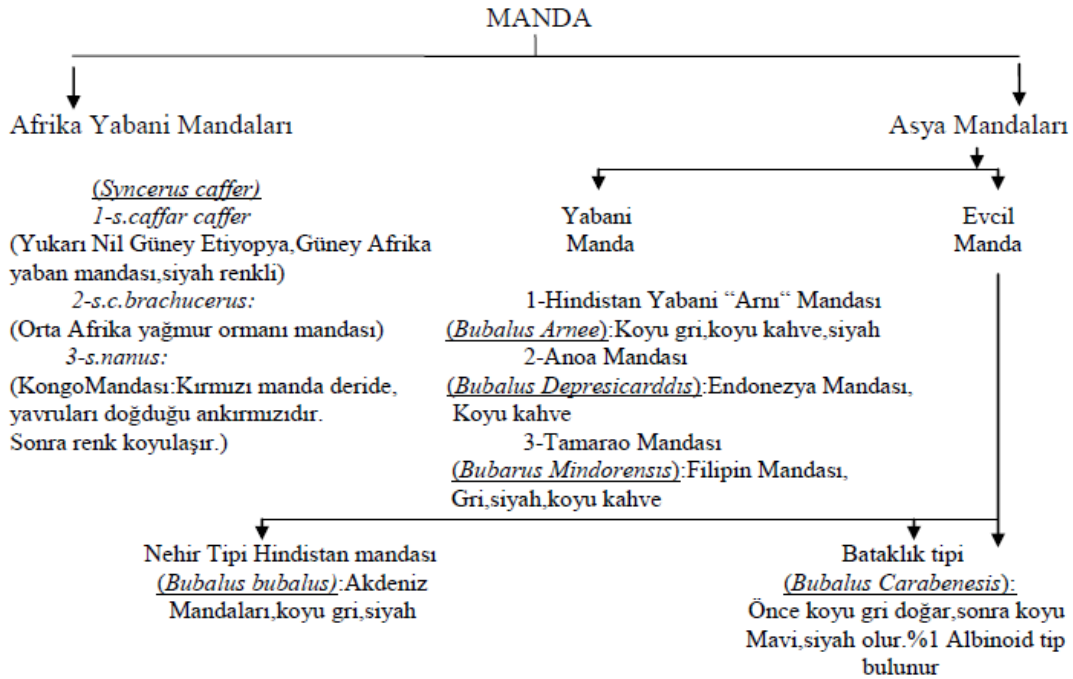 MANDA
Afrika Yabani Mandaları
Asya Mandaları
(Syncerus caffer)
1-s.caffar caffer
(Yukarı Nil Güney Etiyopya,Güney Afrika
yaban mandası,siyah renkli)
2-s.c.brachucerus:
(Orta Afrika yağmur ormanı mandası)
3-s.nanus:
(KongoMandası:Kırmızı manda deride,
yavruları doğduğu ankırmızıdır.
Sonra renk koyulaşır.)
Yabani
Manda
Evcil
Manda
1-Hindistan Yabani “Arnı“ Mandası
(Bubalus Arnee):Koyu gri,koyu kahve,siyah
2-Anoa Mandası
(Bubalus Depresicarddıs):Endonezya Mandası,
Koyu kahve
3-Tamarao Mandası
(Bubarus Mindorensıs):Filipin Mandası,
Gri,siyah,koyu kahve
Nehir Tipi Hindistan mandası
(Bubalus bubalus):Akdeniz
Mandaları,koyu gri,siyah
Bataklık tipi
(Bubalus Carabenesis):
Önce koyu gri doğar,sonra koyu
Mavi,siyah olur.%1 Albinoid tip
bulunur